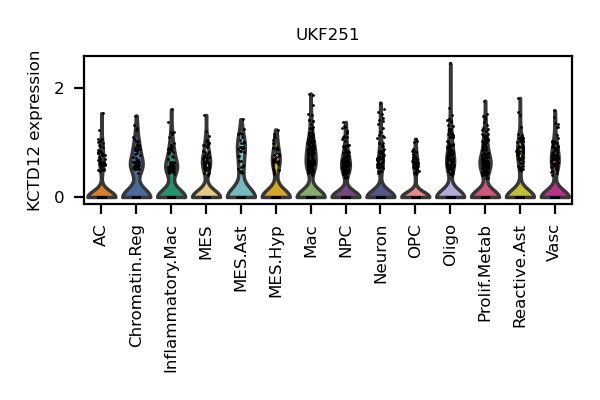 UKF251
KCTD12 expression
2
0
AC
Chromatin.Reg
Inflammatory.Mac
MES
MES.Ast
MES.Hyp
Mac
NPC
Neuron
OPC
Oligo
Prolif.Metab
Reactive.Ast
Vasc